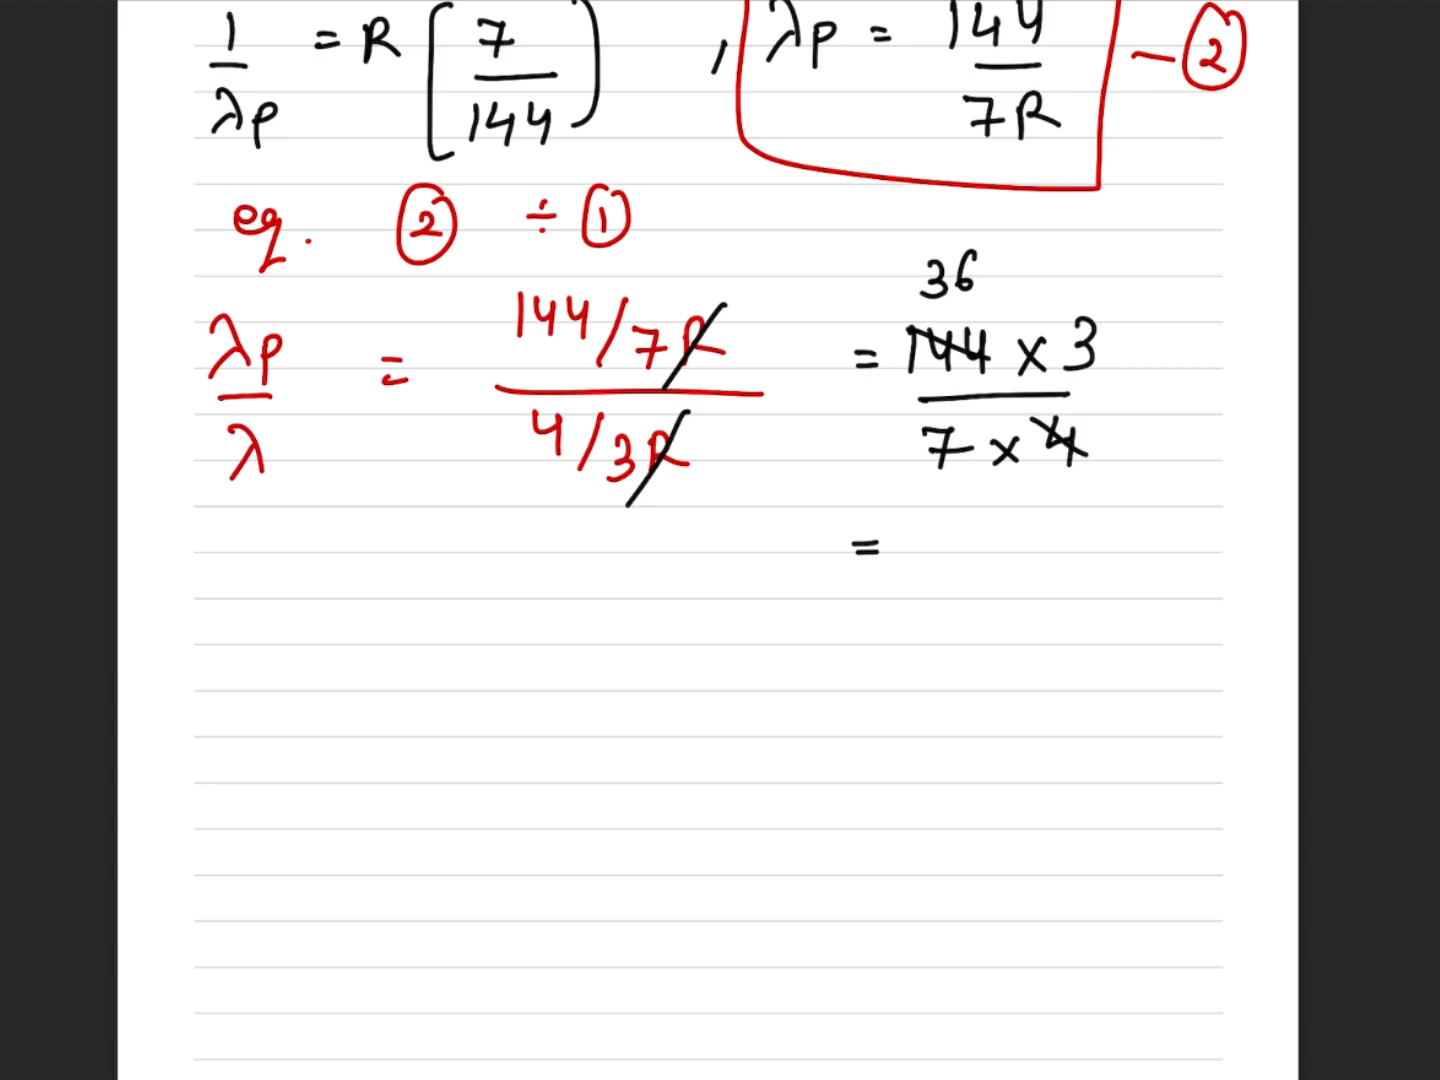 1/λp = R [7/144] , λp = 144/7R — ②
eq. ② ÷ ①
λp/λ = (144/7R)/(4/3R) = 36 144 × 3/7 × 4
=